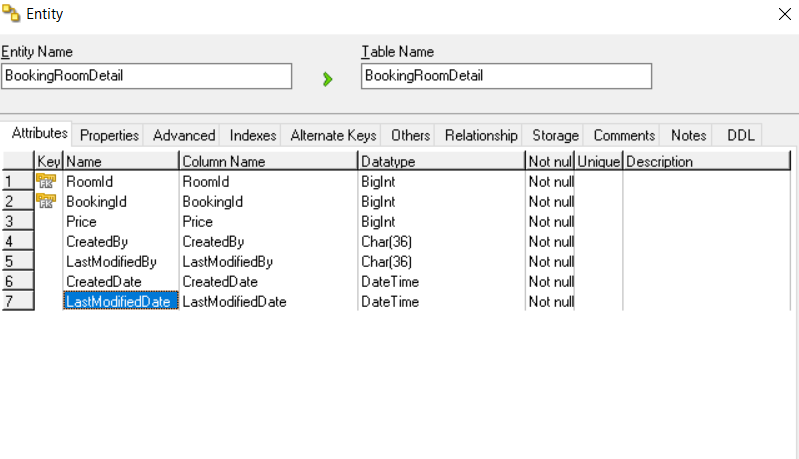 Entity
Entity Name Table Name
BookingRoomDetail BookingRoomDetail
Attributes Properties Advanced Indexes Alternate Keys Others Relationship Storage Comments Notes DDL
Key Name Column Name Datatype Not nul Unique Description
1 FK RoomId RoomId BigInt Not null
2 FK BookingId BookingId BigInt Not null
3 Price Price BigInt Not null
4 CreatedBy CreatedBy Char(36) Not null
5 LastModifiedBy LastModifiedBy Char(36) Not null
6 CreatedDate CreatedDate DateTime Not null
7 LastModifiedDate LastModifiedDate DateTime Not null